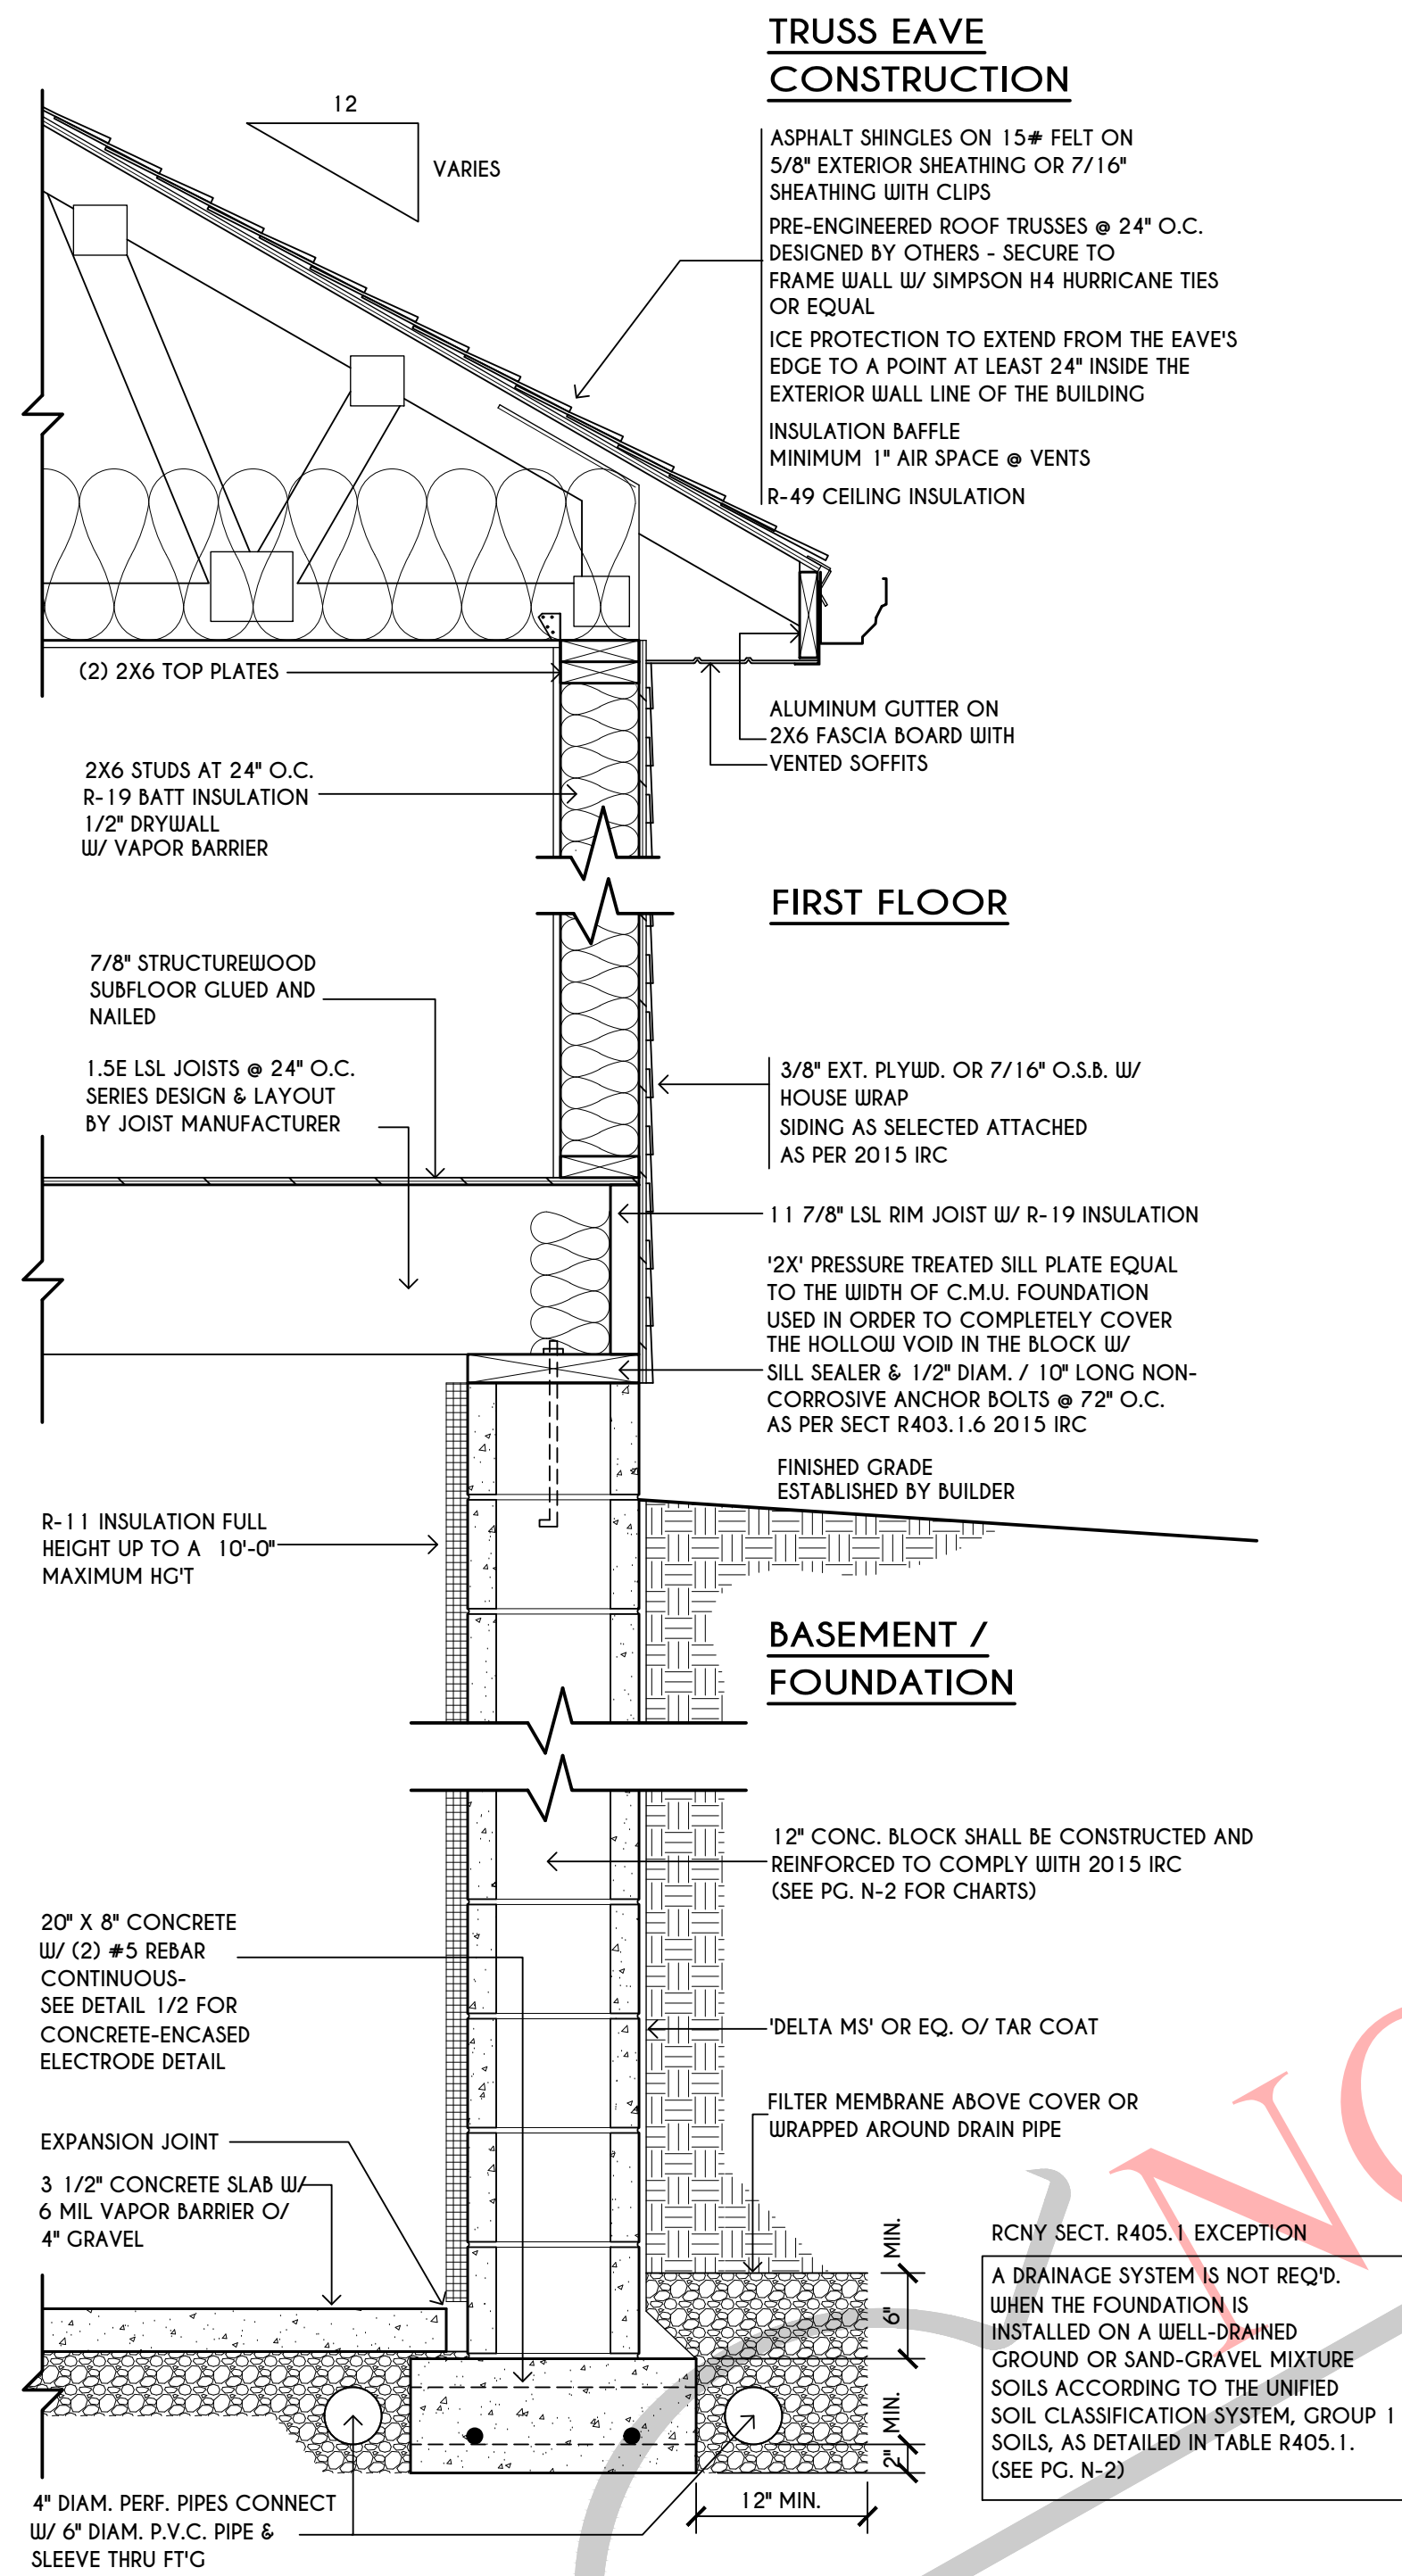 TRUSS EAVE
CONSTRUCTION
12
VARIES
ASPHALT SHINGLES ON 15# FELT ON
5/8" EXTERIOR SHEATHING OR 7/16"
SHEATHING WITH CLIPS
PRE-ENGINEERED ROOF TRUSSES @ 24" O.C.
DESIGNED BY OTHERS - SECURE TO
FRAME WALL W/ SIMPSON H4 HURRICANE TIES
OR EQUAL
ICE PROTECTION TO EXTEND FROM THE EAVE'S
EDGE TO A POINT AT LEAST 24" INSIDE THE
EXTERIOR WALL LINE OF THE BUILDING
INSULATION BAFFLE
MINIMUM 1" AIR SPACE @ VENTS
R-49 CEILING INSULATION
(2) 2X6 TOP PLATES
ALUMINUM GUTTER ON
2X6 FASCIA BOARD WITH
VENTED SOFFITS
2X6 STUDS AT 24" O.C.
R-19 BATT INSULATION
1/2" DRYWALL
W/ VAPOR BARRIER
FIRST FLOOR
7/8" STRUCTUREWOOD
SUBFLOOR GLUED AND
NAILED
1.5E LSL JOISTS @ 24" O.C.
SERIES DESIGN & LAYOUT
BY JOIST MANUFACTURER
3/8" EXT. PLYWD. OR 7/16" O.S.B. W/
HOUSE WRAP
SIDING AS SELECTED ATTACHED
AS PER 2015 IRC
11 7/8" LSL RIM JOIST W/ R-19 INSULATION
'2X' PRESSURE TREATED SILL PLATE EQUAL
TO THE WIDTH OF C.M.U. FOUNDATION
USED IN ORDER TO COMPLETELY COVER
THE HOLLOW VOID IN THE BLOCK W/
SILL SEALER & 1/2" DIAM. / 10" LONG NON-
CORROSIVE ANCHOR BOLTS @ 72" O.C.
AS PER SECT R403.1.6 2015 IRC
FINISHED GRADE
ESTABLISHED BY BUILDER
R-11 INSULATION FULL
HEIGHT UP TO A 10'-0"
MAXIMUM HG'T
BASEMENT /
FOUNDATION
12" CONC. BLOCK SHALL BE CONSTRUCTED AND
REINFORCED TO COMPLY WITH 2015 IRC
(SEE PG. N-2 FOR CHARTS)
20" X 8" CONCRETE
W/ (2) #5 REBAR
CONTINUOUS-
SEE DETAIL 1/2 FOR
CONCRETE-ENCASED
ELECTRODE DETAIL
'DELTA MS' OR EQ. O/ TAR COAT
FILTER MEMBRANE ABOVE COVER OR
WRAPPED AROUND DRAIN PIPE
EXPANSION JOINT
3 1/2" CONCRETE SLAB W/
6 MIL VAPOR BARRIER O/
4" GRAVEL
6" MIN.
2" MIN.
12" MIN.
RCNY SECT. R405.1 EXCEPTION
A DRAINAGE SYSTEM IS NOT REQ'D.
WHEN THE FOUNDATION IS
INSTALLED ON A WELL-DRAINED
GROUND OR SAND-GRAVEL MIXTURE
SOILS ACCORDING TO THE UNIFIED
SOIL CLASSIFICATION SYSTEM, GROUP 1
SOILS, AS DETAILED IN TABLE R405.1.
(SEE PG. N-2)
4" DIAM. PERF. PIPES CONNECT
W/ 6" DIAM. P.V.C. PIPE &
SLEEVE THRU FT'G